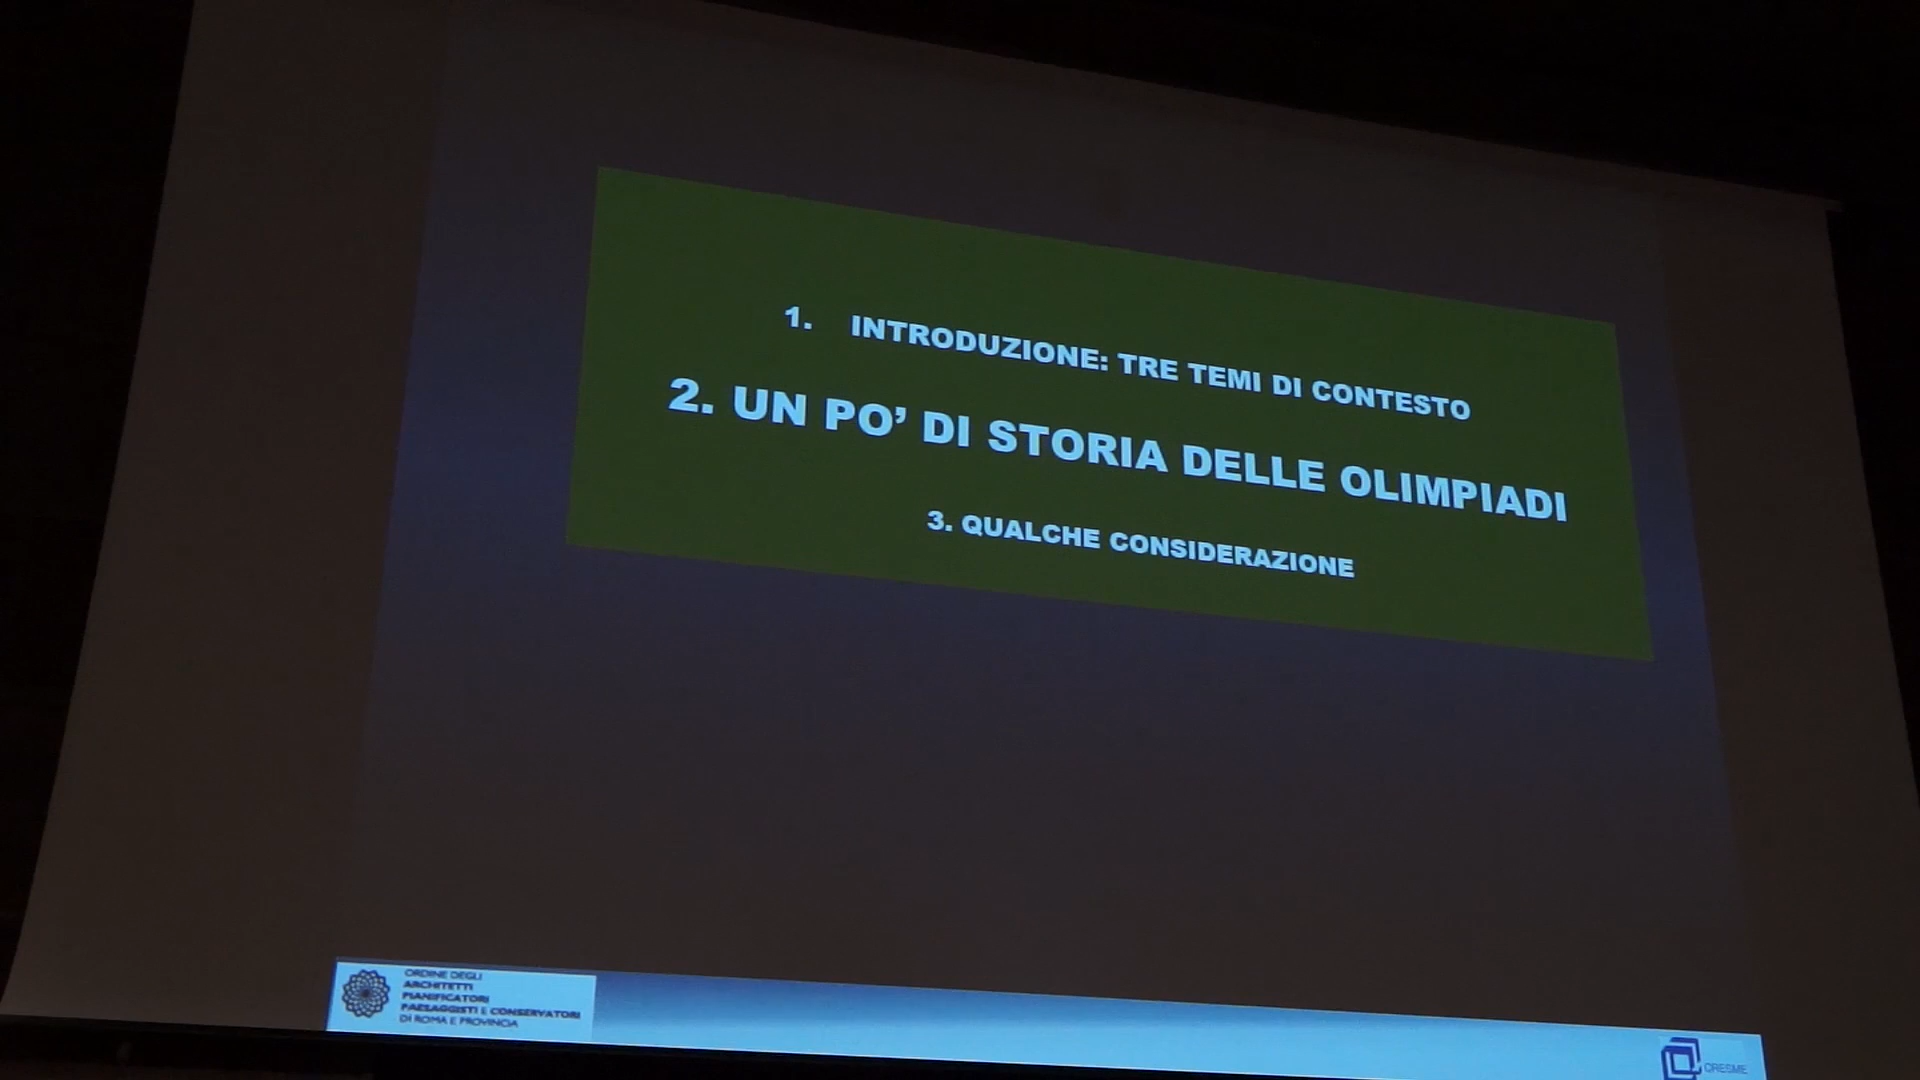 1. INTRODUZIONE: TRE TEMI DI CONTESTO
2. UN PO’ DI STORIA DELLE OLIMPIADI
3. QUALCHE CONSIDERAZIONE
ORDINE DEGLI
ARCHITETTI
PIANIFICATORI
PAESAGGISTI E CONSERVATORI
DI ROMA E PROVINCIA
CRESME